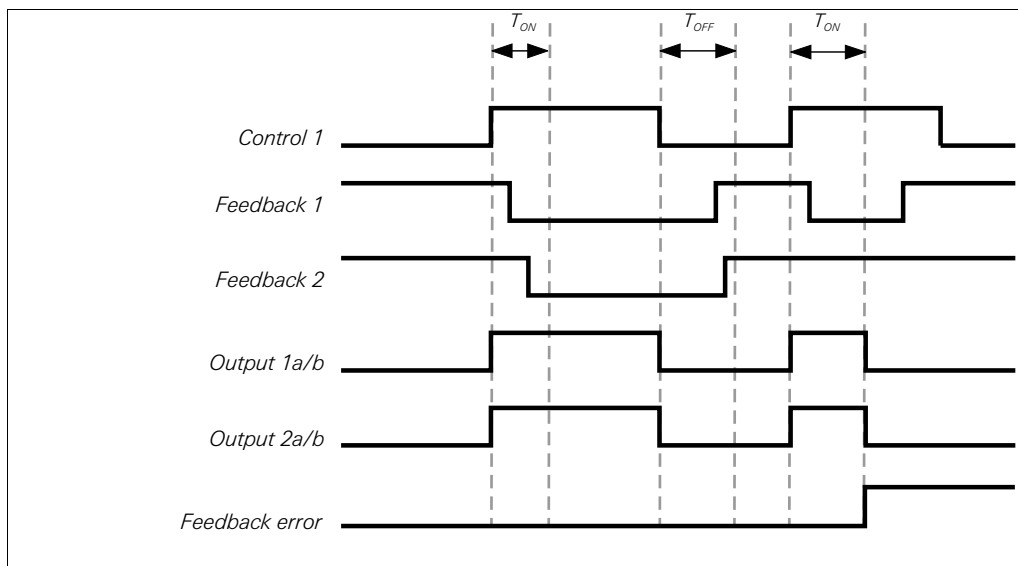 T_ON T_OFF T_ON
Control 1
Feedback 1
Feedback 2
Output 1a/b
Output 2a/b
Feedback error